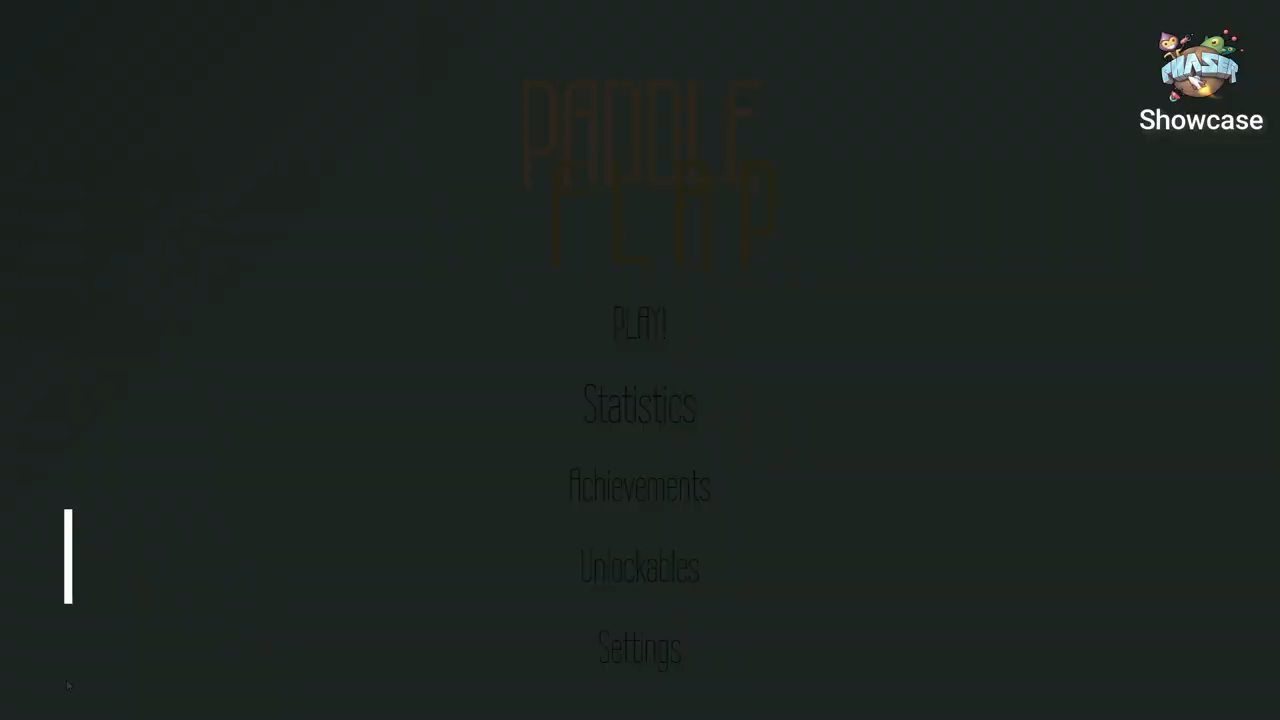 PHASER
Showcase
PADDLE
FLAP
PLAY!
Statistics
Achievements
Unlockables
Settings